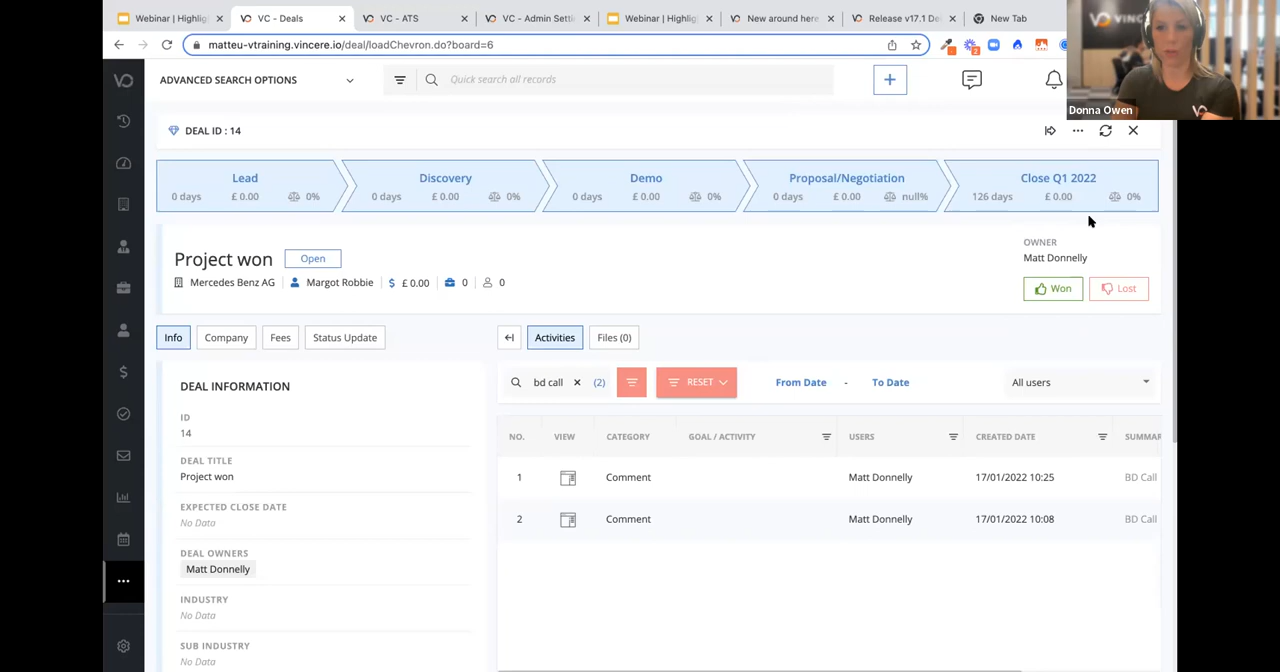 Webinar | Highlig
VC - Deals
VC - ATS
VC - Admin Setti
Webinar | Highlig
New around here
Release v17.1 De
New Tab
matteu-vtraining.vincere.io/deal/loadChevron.do?board=6
ADVANCED SEARCH OPTIONS
Quick search all records
Donna Owen
DEAL ID : 14
Lead
0 days £ 0.00 0%
Discovery
0 days £ 0.00 0%
Demo
0 days £ 0.00 0%
Proposal/Negotiation
0 days £ 0.00 null%
Close Q1 2022
126 days £ 0.00 0%
Project won Open
Mercedes Benz AG Margot Robbie $ £ 0.00 0 0
OWNER
Matt Donnelly
Won Lost
Info Company Fees Status Update
Activities Files (0)
DEAL INFORMATION
ID
14
DEAL TITLE
Project won
EXPECTED CLOSE DATE
No Data
DEAL OWNERS
Matt Donnelly
INDUSTRY
No Data
SUB INDUSTRY
No Data
bd call × (2) RESET From Date - To Date All users
NO. VIEW CATEGORY GOAL / ACTIVITY USERS CREATED DATE SUMMAR
1 Comment Matt Donnelly 17/01/2022 10:25 BD Call
2 Comment Matt Donnelly 17/01/2022 10:08 BD Call